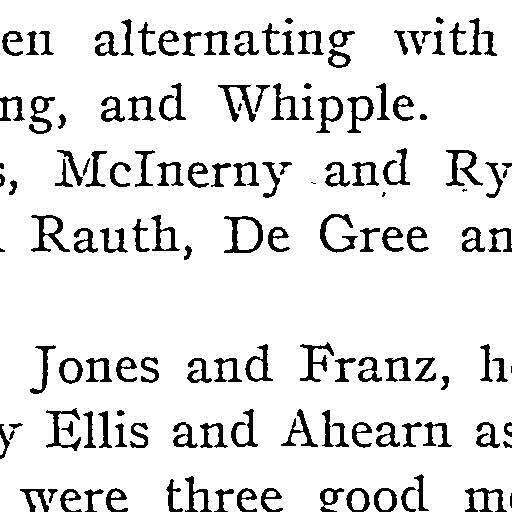 en alternating with
ng, and Whipple.
s, McInerny and Ry
Rauth, De Gree an
Jones and Franz, h
y Ellis and Ahearn as
were three good m